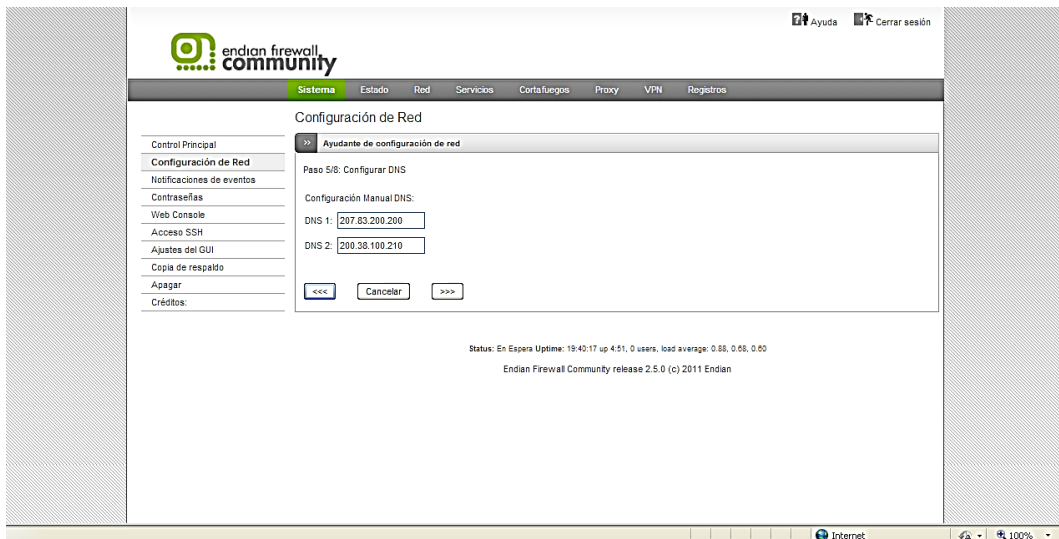 Ayuda Cerrar sesión
endian firewall
community
Sistema Estado Red Servicios Cortafuegos Proxy VPN Registros
Configuración de Red
Control Principal
Configuración de Red
Notificaciones de eventos
Contraseñas
Web Console
Acceso SSH
Ajustes del GUI
Copia de respaldo
Apagar
Créditos:
>> Ayudante de configuración de red
Paso 5/8: Configurar DNS
Configuración Manual DNS:
DNS 1: 207.83.200.200
DNS 2: 200.38.100.210
<<< Cancelar >>>
Status: En Espera Uptime: 19:40:17 up 4:51, 0 users, load average: 0.88, 0.68, 0.60
Endian Firewall Community release 2.5.0 (c) 2011 Endian
Internet 100%